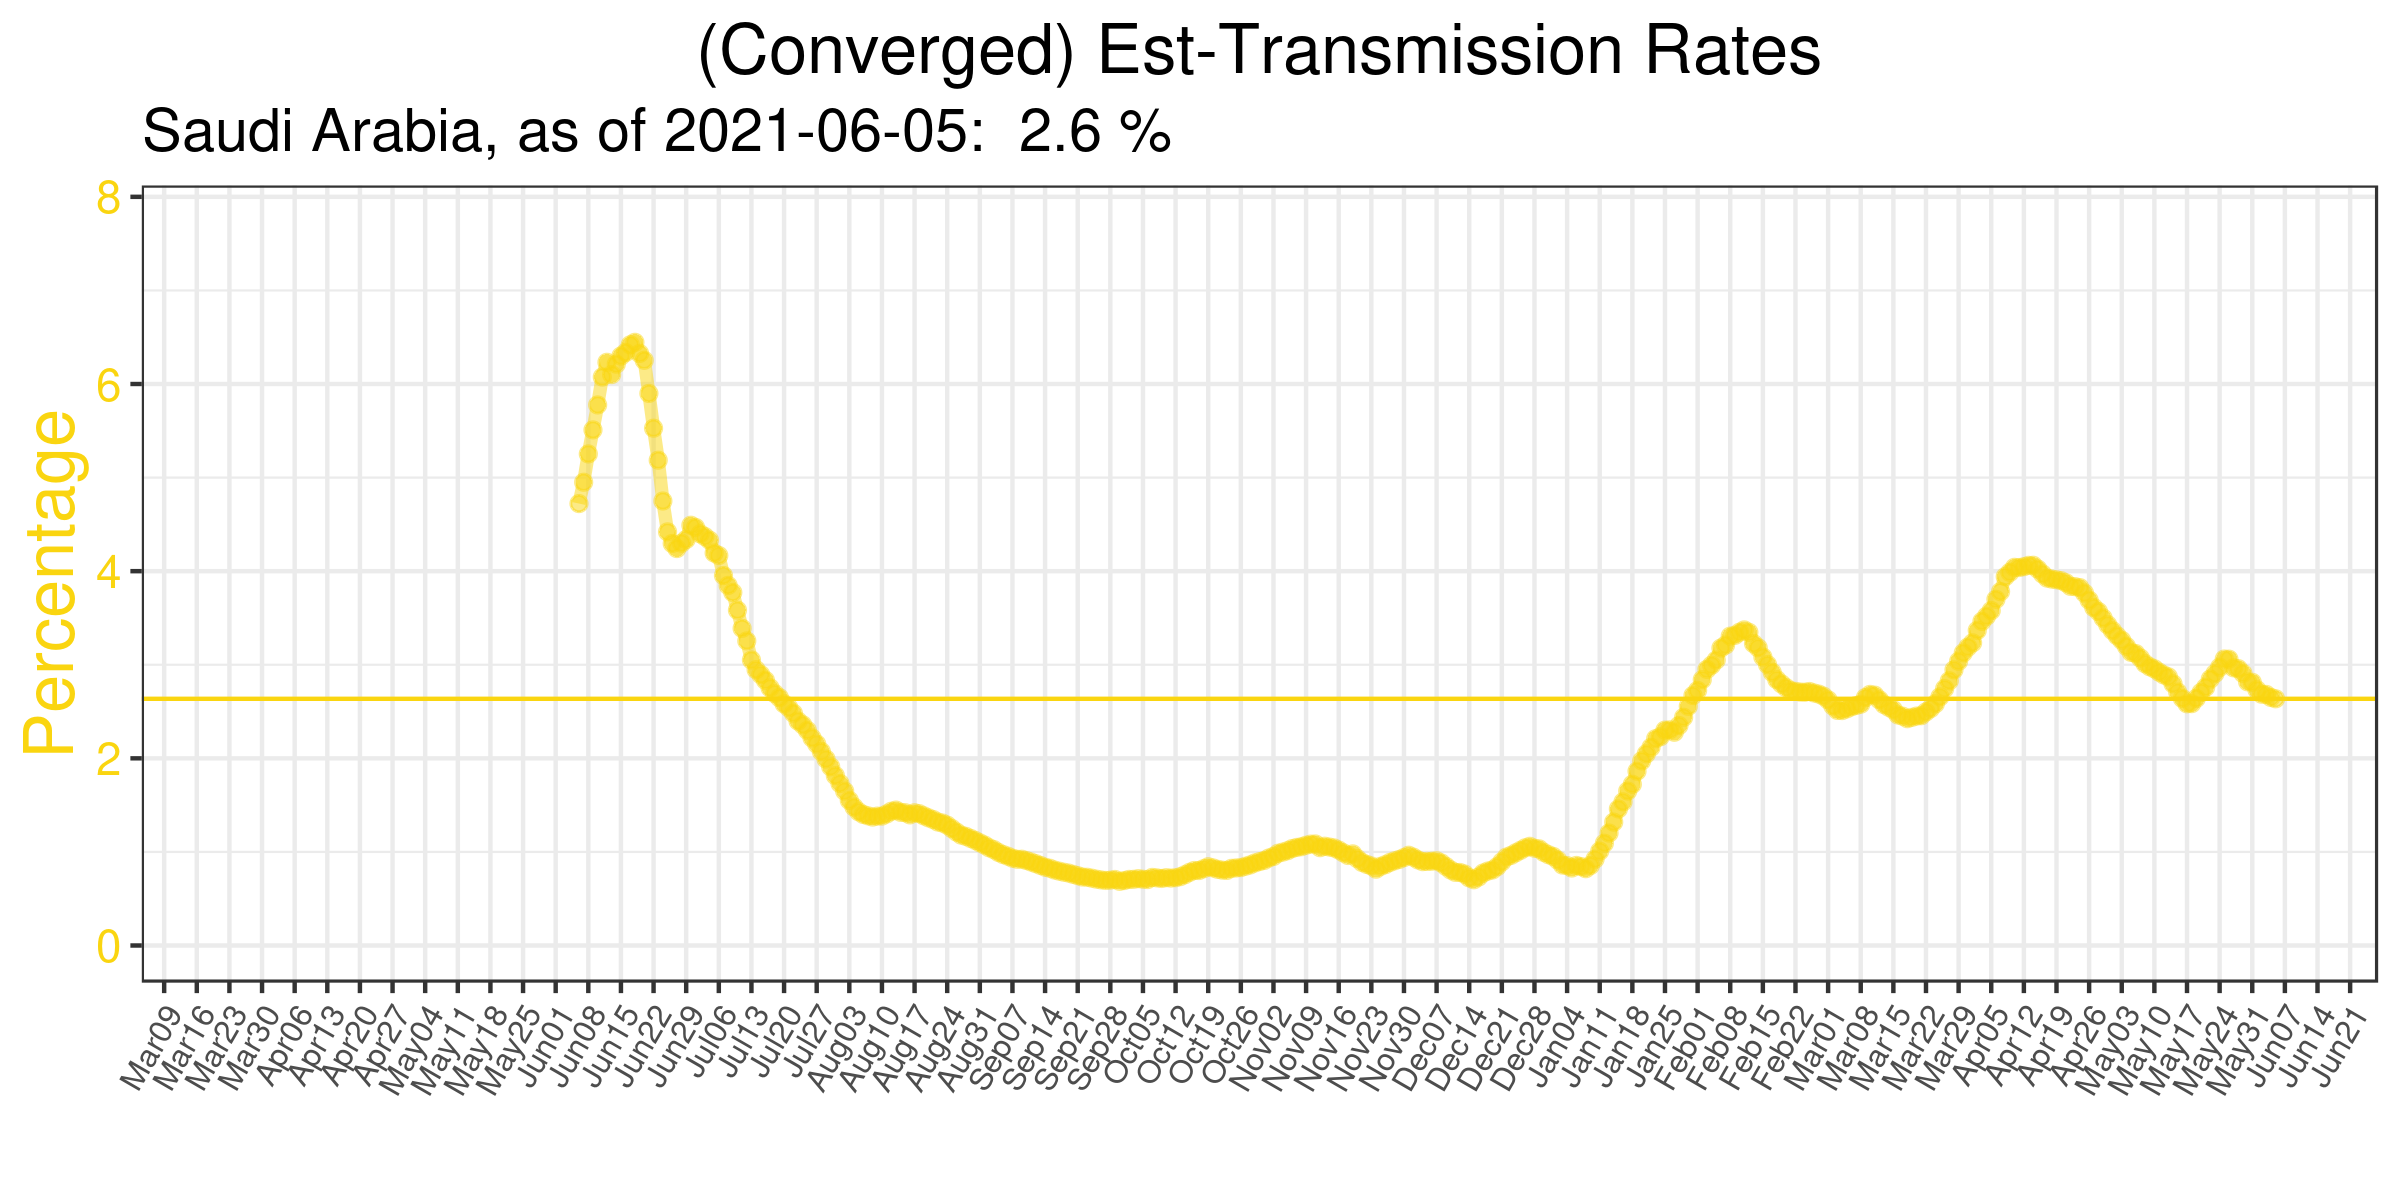 (Converged) Est-Transmission Rates
Saudi Arabia, as of 2021-06-05:  2.6 %
Percentage
8
6
4
2
0
Mar09 Mar16 Mar23 Mar30 Apr06 Apr13 Apr20 Apr27 May04 May11 May18 May25 Jun01 Jun08 Jun15 Jun22 Jun29 Jul06 Jul13 Jul20 Jul27 Aug03 Aug10 Aug17 Aug24 Aug31 Sep07 Sep14 Sep21 Sep28 Oct05 Oct12 Oct19 Oct26 Nov02 Nov09 Nov16 Nov23 Nov30 Dec07 Dec14 Dec21 Dec28 Jan04 Jan11 Jan18 Jan25 Feb01 Feb08 Feb15 Feb22 Mar01 Mar08 Mar15 Mar22 Mar29 Apr05 Apr12 Apr19 Apr26 May03 May10 May17 May24 May31 Jun07 Jun14 Jun21